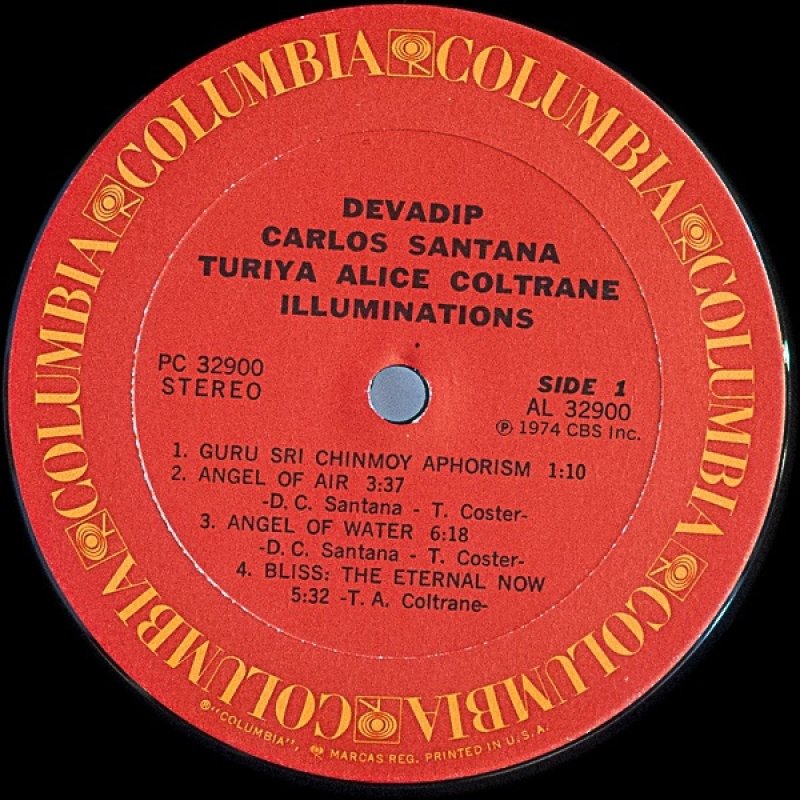 COLUMBIA COLUMBIA COLUMBIA COLUMBIA COLUMBIA COLUMBIA COLUMBIA COLUMBIA
DEVADIP
CARLOS SANTANA
TURIYA ALICE COLTRANE
ILLUMINATIONS
PC 32900
STEREO
SIDE 1
AL 32900
℗ 1974 CBS Inc.
1. GURU SRI CHINMOY APHORISM 1:10
2. ANGEL OF AIR 3:37
-D. C. Santana - T. Coster-
3. ANGEL OF WATER 6:18
-D. C. Santana - T. Coster-
4. BLISS: THE ETERNAL NOW
5:32 -T. A. Coltrane-
®"COLUMBIA", MARCAS REG. PRINTED IN U.S.A.